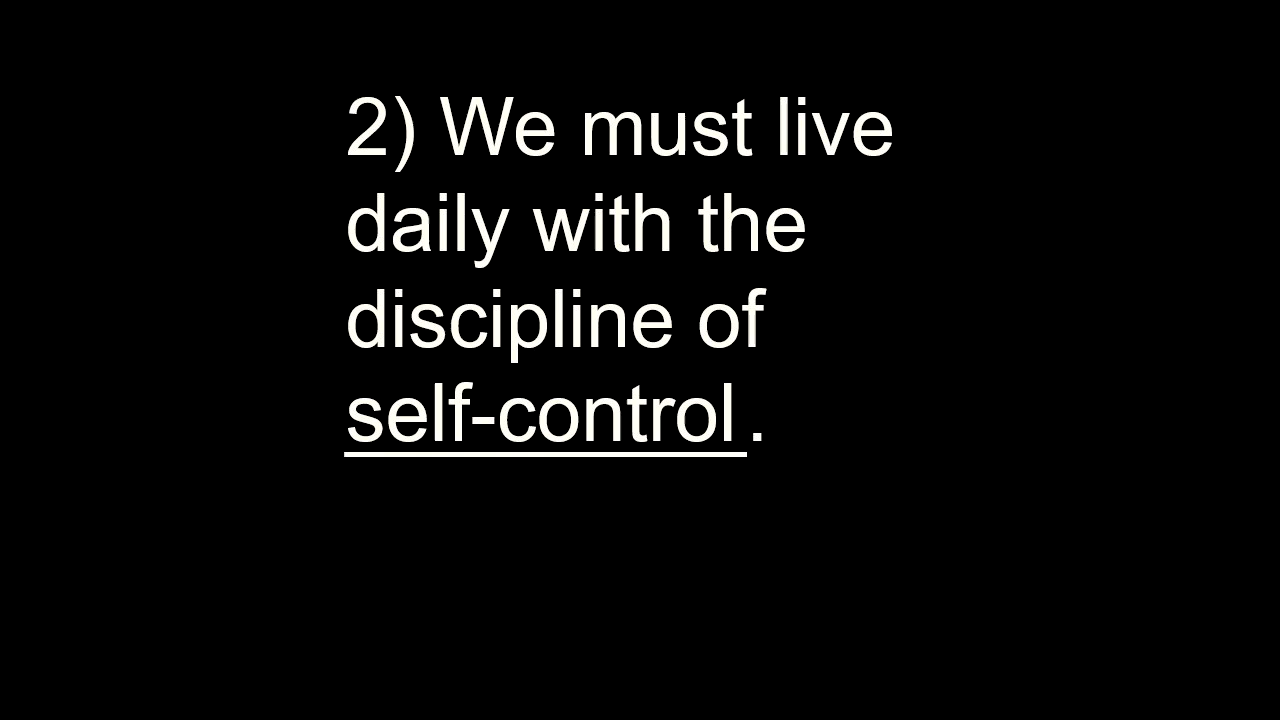 2) We must live
daily with the
discipline of
self-control.